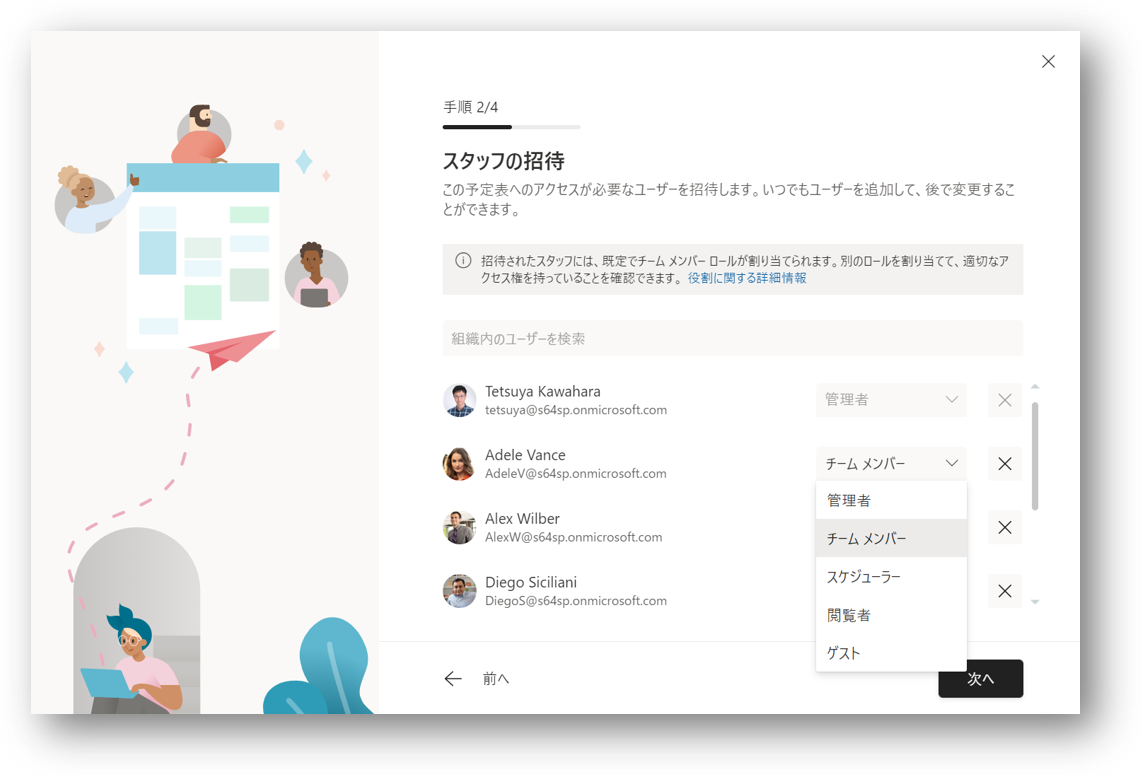 手順 2/4
スタッフの招待
この予定表へのアクセスが必要なユーザーを招待します。いつでもユーザーを追加して、後で変更するこ
とができます。
招待されたスタッフには、既定でチーム メンバー ロールが割り当てられます。別のロールを割り当てて、適切なア
クセス権を持っていることを確認できます。 役割に関する詳細情報
組織内のユーザーを検索
Tetsuya Kawahara
tetsuya@s64sp.onmicrosoft.com
管理者
Adele Vance
AdeleV@s64sp.onmicrosoft.com
チーム メンバー
管理者
チーム メンバー
スケジューラー
閲覧者
ゲスト
Alex Wilber
AlexW@s64sp.onmicrosoft.com
Diego Siciliani
DiegoS@s64sp.onmicrosoft.com
前へ
次へ